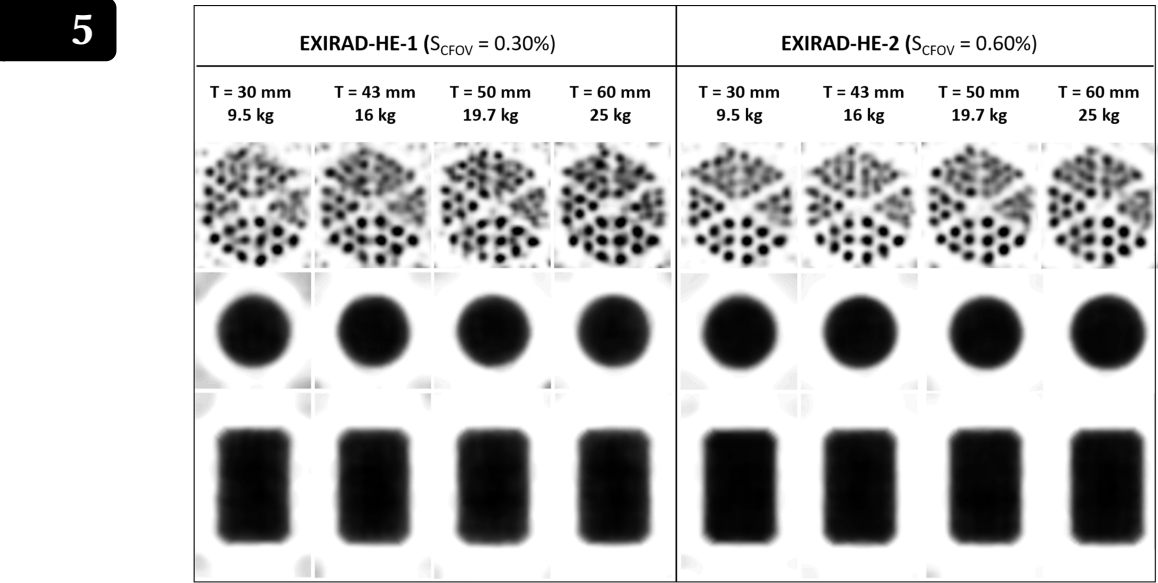 5
EXIRAD-HE-1 (SCFOV = 0.30%)
EXIRAD-HE-2 (SCFOV = 0.60%)
T = 30 mm
9.5 kg
T = 43 mm
16 kg
T = 50 mm
19.7 kg
T = 60 mm
25 kg
T = 30 mm
9.5 kg
T = 43 mm
16 kg
T = 50 mm
19.7 kg
T = 60 mm
25 kg